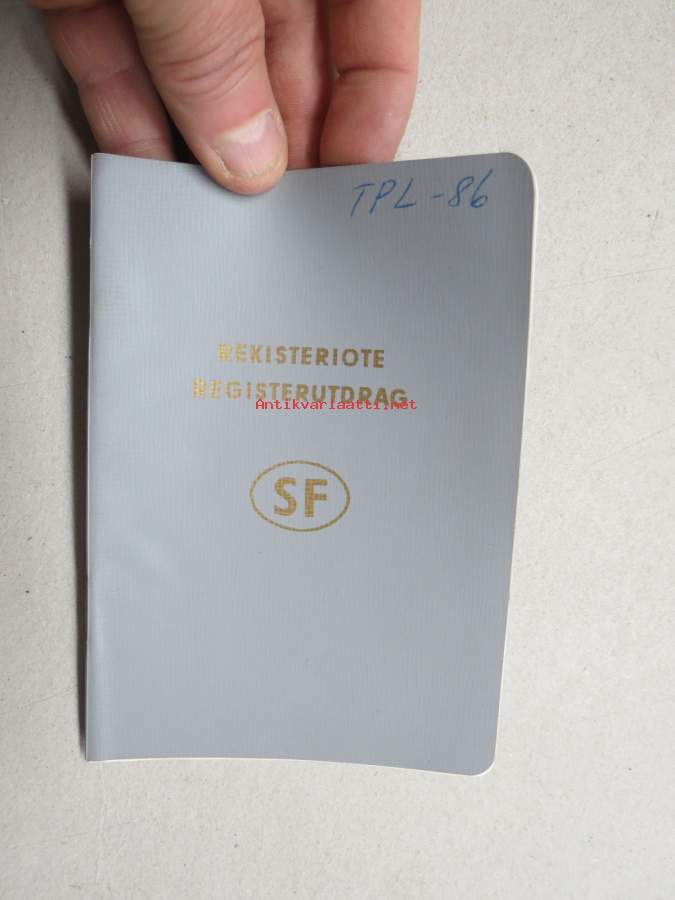 TPL-86
REKISTERIOTE
REGISTERUTDRAG
Antikvariaatti.net
SF